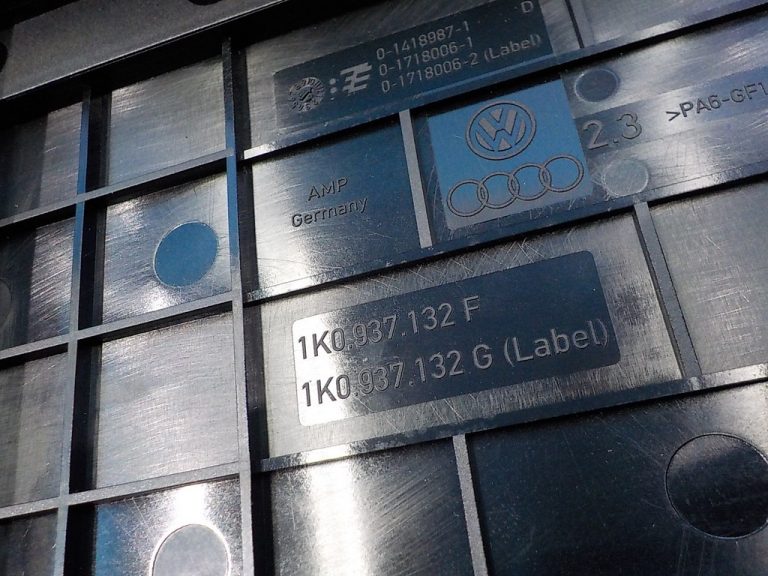 D
0-1418987-1
0-1718006-1
0-1718006-2 (Label)
VW
2.3
>PA6-GF1
AMP
Germany
1K0.937.132 F
1K0.937.132 G (Label)